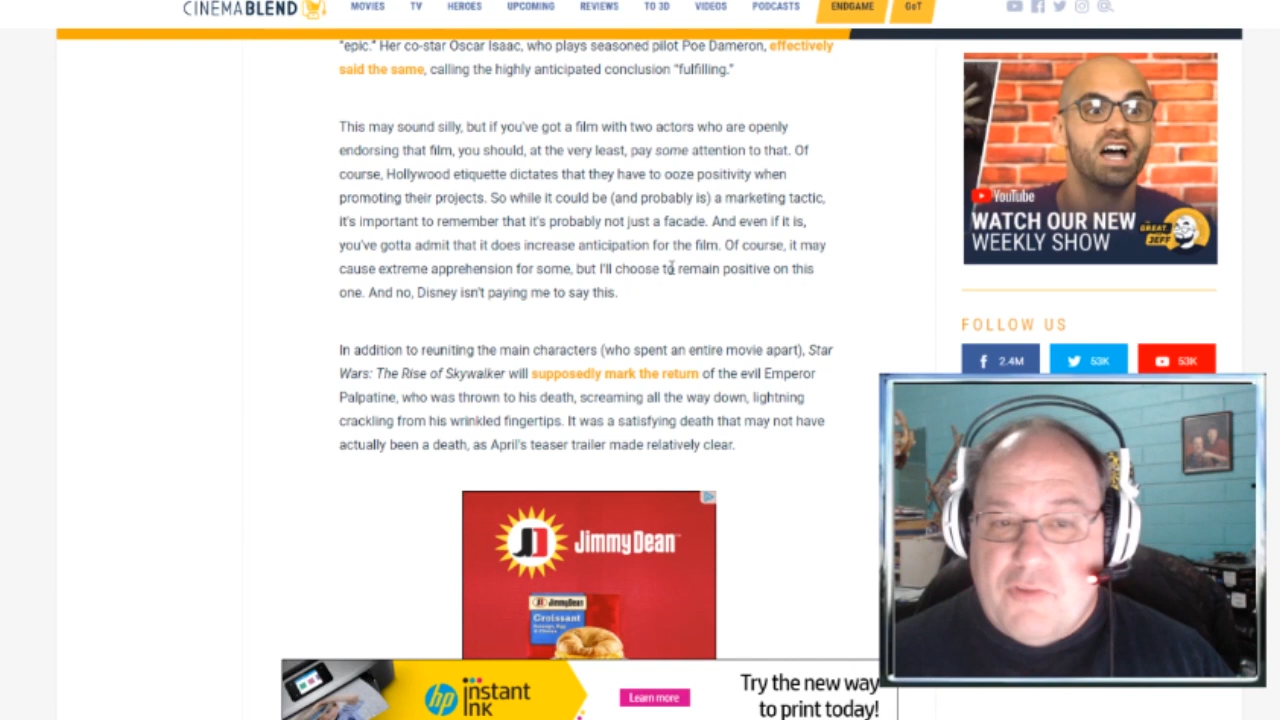 CINEMABLEND
MOVIES TV HEROES UPCOMING REVIEWS TO 3D VIDEOS PODCASTS ENDGAME GoT
"epic." Her co-star Oscar Isaac, who plays seasoned pilot Poe Dameron, effectively
said the same, calling the highly anticipated conclusion "fulfilling."
This may sound silly, but if you've got a film with two actors who are openly
endorsing that film, you should, at the very least, pay some attention to that. Of
course, Hollywood etiquette dictates that they have to ooze positivity when
promoting their projects. So while it could be (and probably is) a marketing tactic,
it's important to remember that it's probably not just a facade. And even if it is,
you've gotta admit that it does increase anticipation for the film. Of course, it may
cause extreme apprehension for some, but I'll choose to remain positive on this
one. And no, Disney isn't paying me to say this.
In addition to reuniting the main characters (who spent an entire movie apart), Star
Wars: The Rise of Skywalker will supposedly mark the return of the evil Emperor
Palpatine, who was thrown to his death, screaming all the way down, lightning
crackling from his wrinkled fingertips. It was a satisfying death that may not have
actually been a death, as April's teaser trailer made relatively clear.
JD Jimmy Dean
Jimmy Dean
Croissant
hp instant
ink
Learn more
Try the new way
to print today!
YouTube
WATCH OUR NEW
WEEKLY SHOW
GREAT
JEFF
FOLLOW US
2.4M 53K 53K